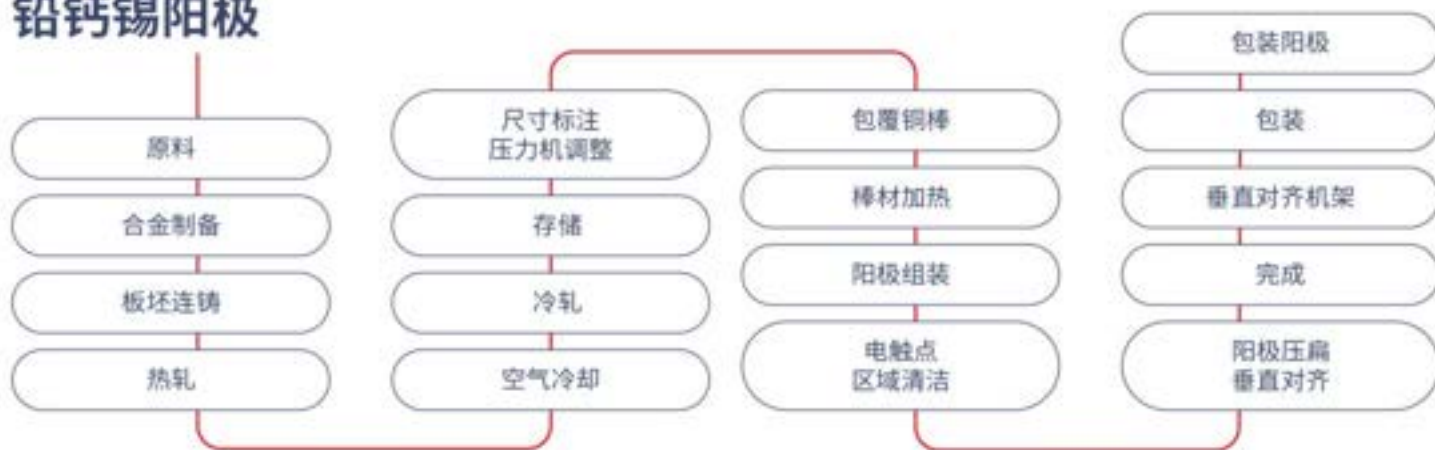 铅钙锡阳极
原料
合金制备
板坯连铸
热轧
尺寸标注
压力机调整
存储
冷轧
空气冷却
包覆铜棒
棒材加热
阳极组装
电触点
区域清洁
包装阳极
包装
垂直对齐机架
完成
阳极压扁
垂直对齐